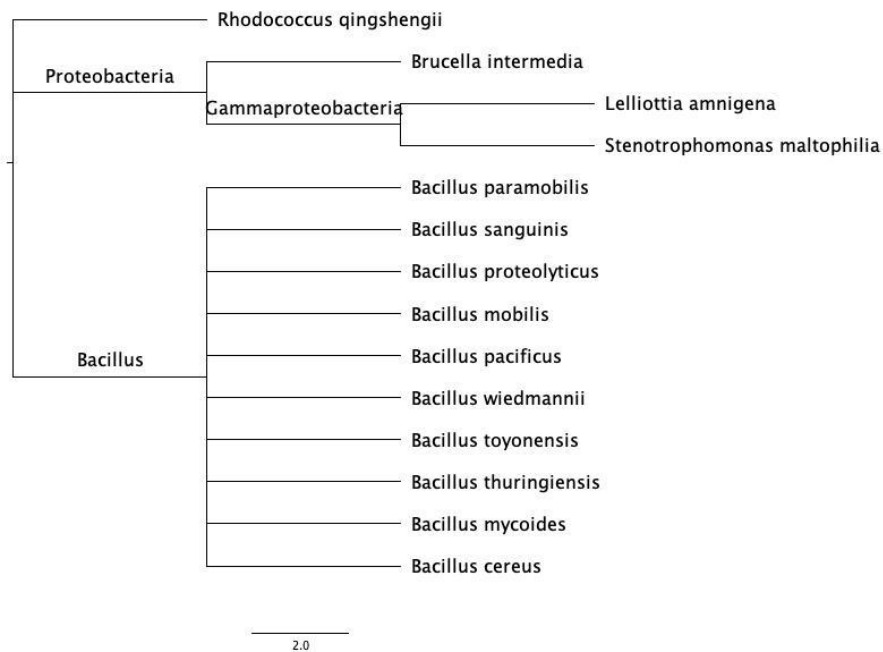 Rhodococcus qingshengii
Brucella intermedia
Proteobacteria
Lelliottia amnigena
Gammaproteobacteria
Stenotrophomonas maltophilia
Bacillus paramobilis
Bacillus sanguinis
Bacillus proteolyticus
Bacillus mobilis
Bacillus pacificus
Bacillus
Bacillus wiedmannii
Bacillus toyonensis
Bacillus thuringiensis
Bacillus mycoides
Bacillus cereus
2.0